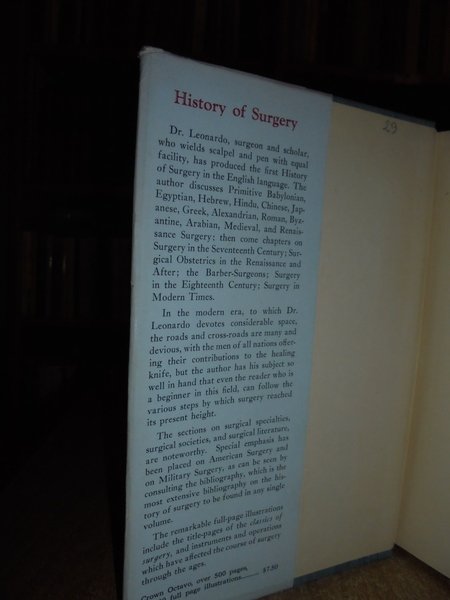 History of Surgery
Dr. Leonardo, surgeon and scholar,
who wields scalpel and pen with equal
facility, has produced the first History
of Surgery in the English language. The
author discusses Primitive Babylonian,
Egyptian, Hebrew, Hindu, Chinese, Jap-
anese, Greek, Alexandrian, Roman, Byz-
antine, Arabian, Medieval, and Renais-
sance Surgery: then come chapters on
Surgery in the Seventeenth Century; Sur-
gical Obstetrics in the Renaissance and
After; the Barber-Surgeons; Surgery
in the Eighteenth Century; Surgery in
Modern Times.
In the modern era, to which Dr.
Leonardo devotes considerable space,
the roads and cross-roads are many and
devious, with the men of all nations offer-
ing their contributions to the healing
knife, but the author has his subject so
well in hand that even the reader who is
a beginner in this field, can follow the
various steps by which surgery reached
its present height.
The sections on surgical specialties,
surgical societies, and surgical literature,
are noteworthy. Special emphasis has
been placed on American Surgery and
on Military Surgery, as can be seen by
consulting the bibliography, which is the
most extensive bibliography on the his-
tory of surgery to be found in any single
volume.
The remarkable full-page illustrations
include the title-pages of the classics of
surgery, and instruments and operations
which have affected the course of surgery
through the ages.
Crown Octavo, over 500 pages,
full page illustrations $7.50
29